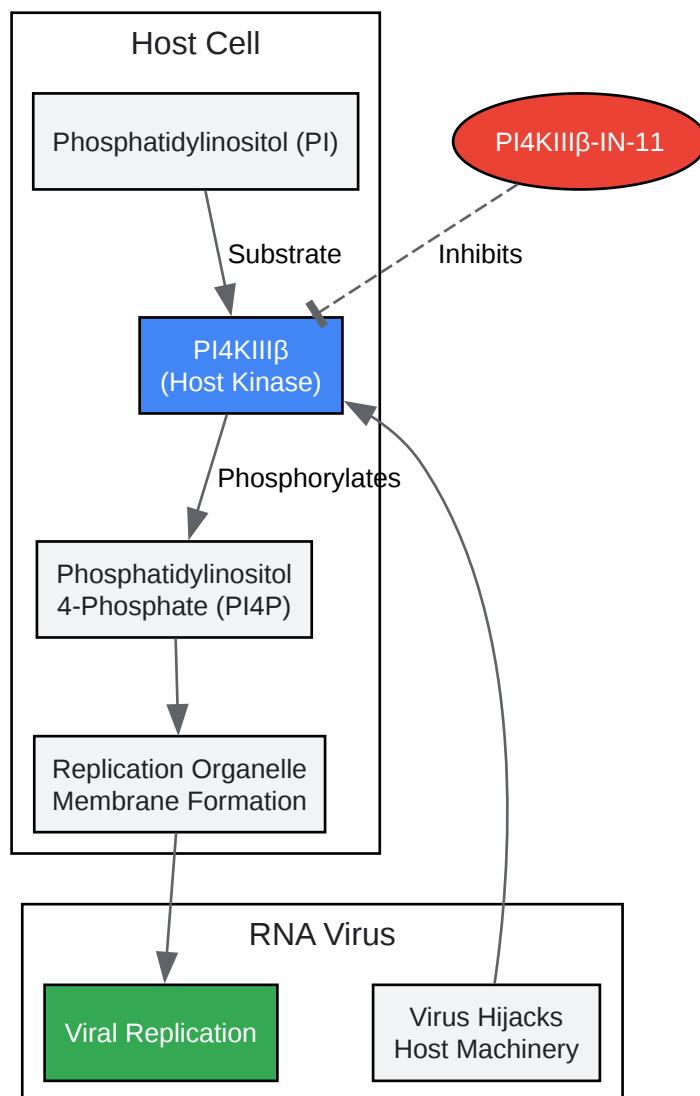 Host Cell
Phosphatidylinositol (PI)
PI4KIIIβ-IN-11
Substrate
Inhibits
PI4KIIIβ
(Host Kinase)
Phosphorylates
Phosphatidylinositol
4-Phosphate (PI4P)
Replication Organelle
Membrane Formation
RNA Virus
Viral Replication
Virus Hijacks
Host Machinery